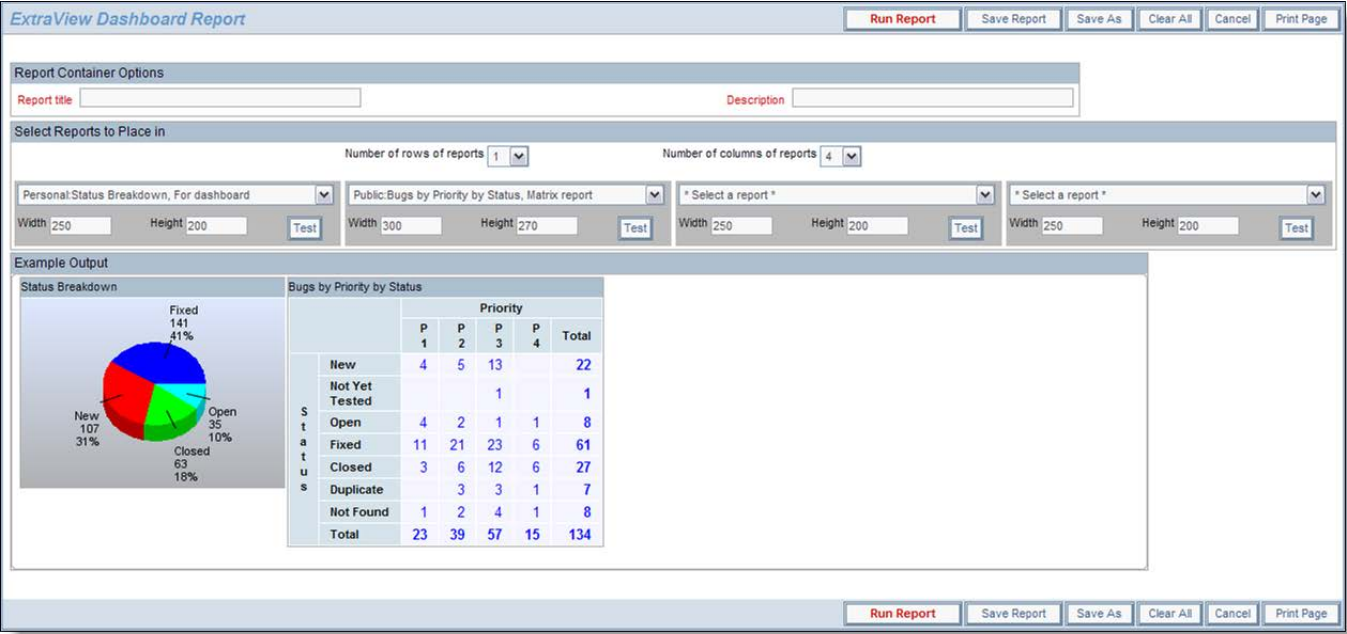 ExtraView Dashboard Report
Run Report Save Report Save As Clear All Cancel Print Page
Report Container Options
Report title Description
Select Reports to Place in
Number of rows of reports 1 Number of columns of reports 4
Personal:Status Breakdown, For dashboard Public:Bugs by Priority by Status, Matrix report * Select a report * * Select a report *
Width 250 Height 200 Test Width 300 Height 270 Test Width 250 Height 200 Test Width 250 Height 200 Test
Example Output
Status Breakdown
Fixed
141
41%
New
107
31%
Open
35
10%
Closed
63
18%
Bugs by Priority by Status
Priority
P 1 P 2 P 3 P 4 Total
Status
New 4 5 13 22
Not Yet Tested 1 1
Open 4 2 1 1 8
Fixed 11 21 23 6 61
Closed 3 6 12 6 27
Duplicate 3 3 1 7
Not Found 1 2 4 1 8
Total 23 39 57 15 134
Run Report Save Report Save As Clear All Cancel Print Page